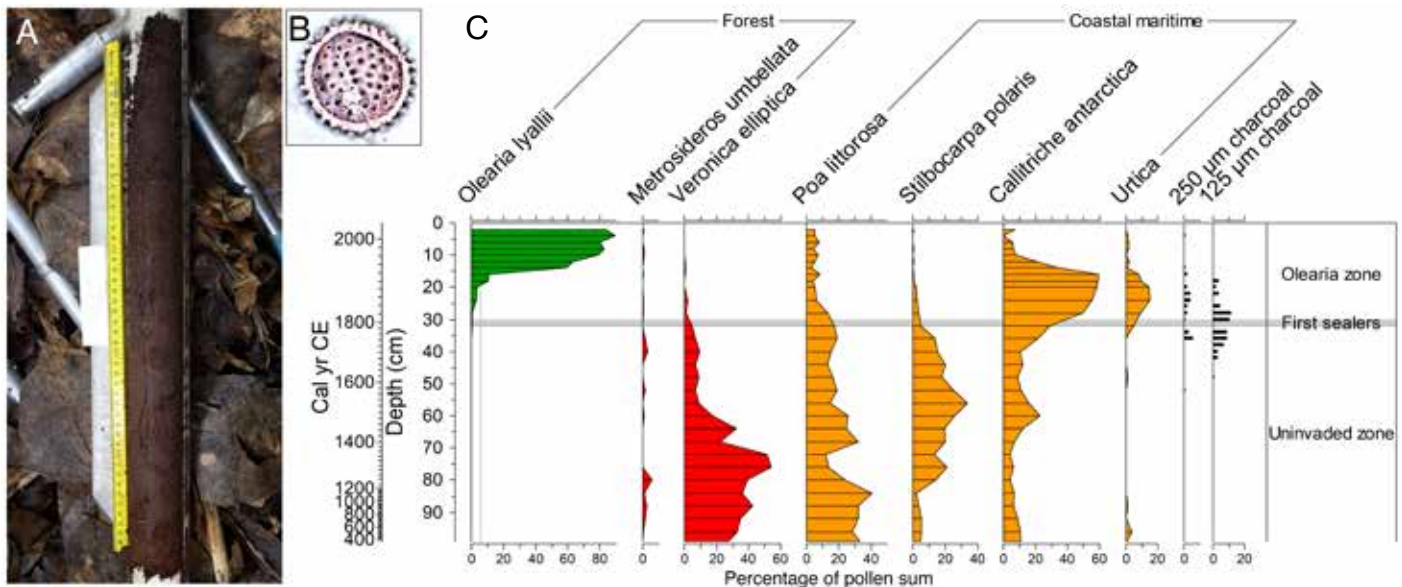 A
B
C
Forest
Coastal maritime
Olearia lyallii
Metrosideros umbellata
Veronica elliptica
Poa littorosa
Stilbocarpa polaris
Callitriche antarctica
Urtica
250 µm charcoal
125 µm charcoal
Cal yr CE
2000
1800
1600
1400
1200
1000
400
Depth (cm)
0
10
20
30
40
50
60
70
80
90
Olearia zone
First sealers
Uninvaded zone
0 20 40 60 80
0
0 20 40 60
0 20 40
0 20 40
0 20 40 60
0 20
0
0 20
Percentage of pollen sum